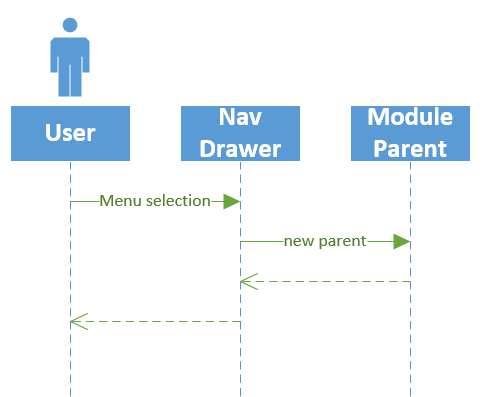 User
Nav
Drawer
Module
Parent
Menu selection
new parent